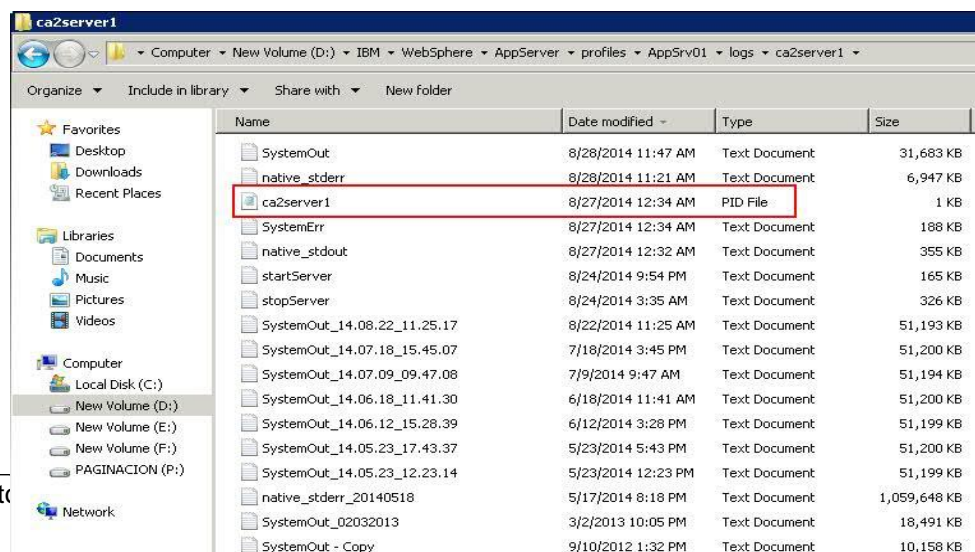 ca2server1
Computer New Volume (D:) IBM WebSphere AppServer profiles AppSrv01 logs ca2server1
Organize Include in library Share with New folder
Favorites
Desktop
Downloads
Recent Places
Libraries
Documents
Music
Pictures
Videos
Computer
Local Disk (C:)
New Volume (D:)
New Volume (E:)
New Volume (F:)
PAGINACION (P:)
Network
Name Date modified Type Size
SystemOut 8/28/2014 11:47 AM Text Document 31,683 KB
native_stderr 8/28/2014 11:21 AM Text Document 6,947 KB
ca2server1 8/27/2014 12:34 AM PID File 1 KB
SystemErr 8/27/2014 12:34 AM Text Document 188 KB
native_stdout 8/27/2014 12:32 AM Text Document 355 KB
startServer 8/24/2014 9:54 PM Text Document 165 KB
stopServer 8/24/2014 3:35 AM Text Document 326 KB
SystemOut_14.08.22_11.25.17 8/22/2014 11:25 AM Text Document 51,193 KB
SystemOut_14.07.18_15.45.07 7/18/2014 3:45 PM Text Document 51,200 KB
SystemOut_14.07.09_09.47.08 7/9/2014 9:47 AM Text Document 51,194 KB
SystemOut_14.06.18_11.41.30 6/18/2014 11:41 AM Text Document 51,200 KB
SystemOut_14.06.12_15.28.39 6/12/2014 3:28 PM Text Document 51,199 KB
SystemOut_14.05.23_17.43.37 5/23/2014 5:43 PM Text Document 51,200 KB
SystemOut_14.05.23_12.23.14 5/23/2014 12:23 PM Text Document 51,199 KB
native_stderr_20140518 5/17/2014 8:18 PM Text Document 1,059,648 KB
SystemOut_02032013 3/2/2013 10:05 PM Text Document 18,491 KB
SystemOut - Copy 9/10/2012 1:32 PM Text Document 10,158 KB